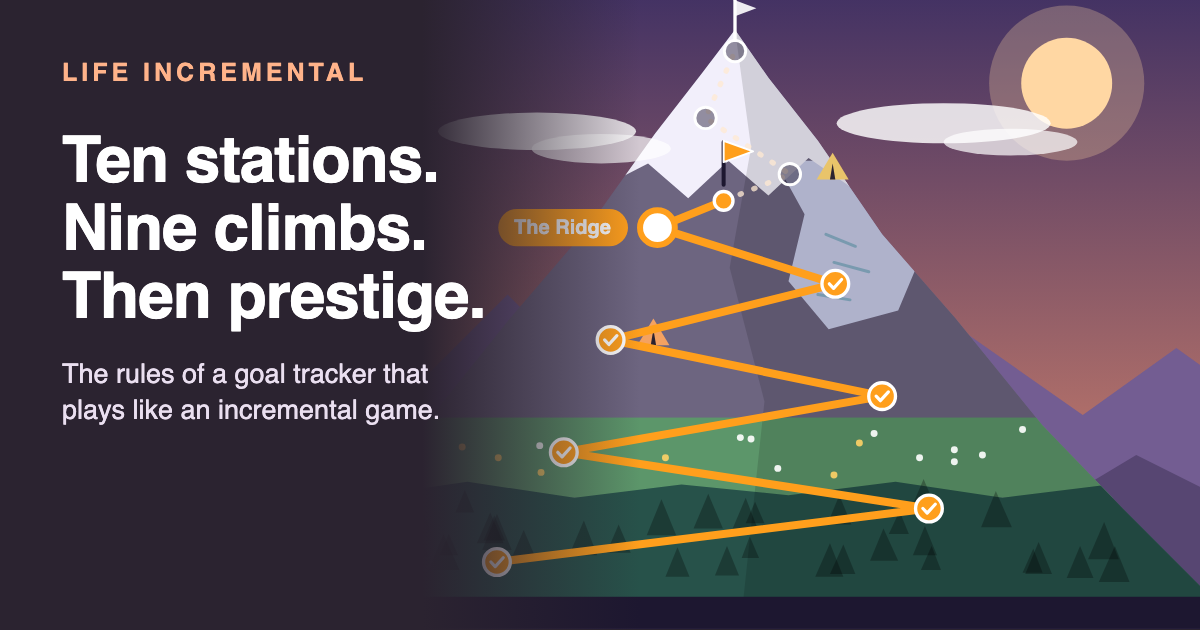 LIFE INCREMENTAL
Ten stations.
Nine climbs.
Then prestige.
The rules of a goal tracker that
plays like an incremental game.
The Ridge